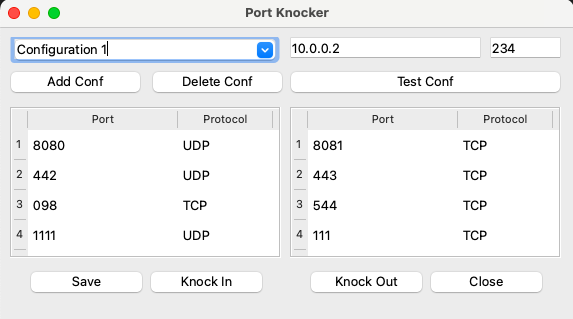 Port Knocker
Configuration 1 10.0.0.2 234
Add Conf Delete Conf Test Conf
Port Protocol Port Protocol
1 8080 UDP 1 8081 TCP
2 442 UDP 2 443 TCP
3 098 TCP 3 544 TCP
4 1111 UDP 4 111 TCP
Save Knock In Knock Out Close